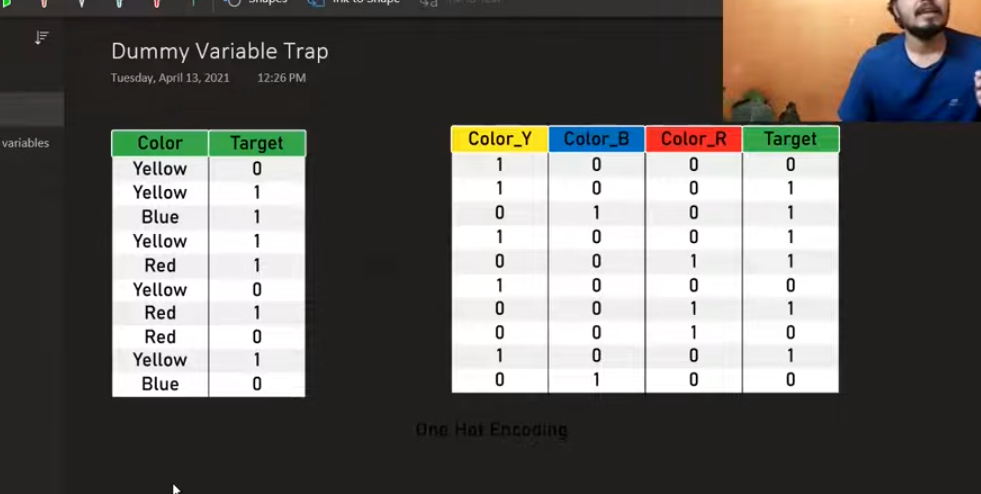 Shapes
Ink to Shape
Dummy Variable Trap
Tuesday, April 13, 2021 12:26 PM
variables
Color Target
Yellow 0
Yellow 1
Blue 1
Yellow 1
Red 1
Yellow 0
Red 1
Red 0
Yellow 1
Blue 0
Color_Y Color_B Color_R Target
1 0 0 0
1 0 0 1
0 1 0 1
1 0 0 1
0 0 1 1
1 0 0 0
0 0 1 1
0 0 1 0
1 0 0 1
0 1 0 0
One Hot Encoding